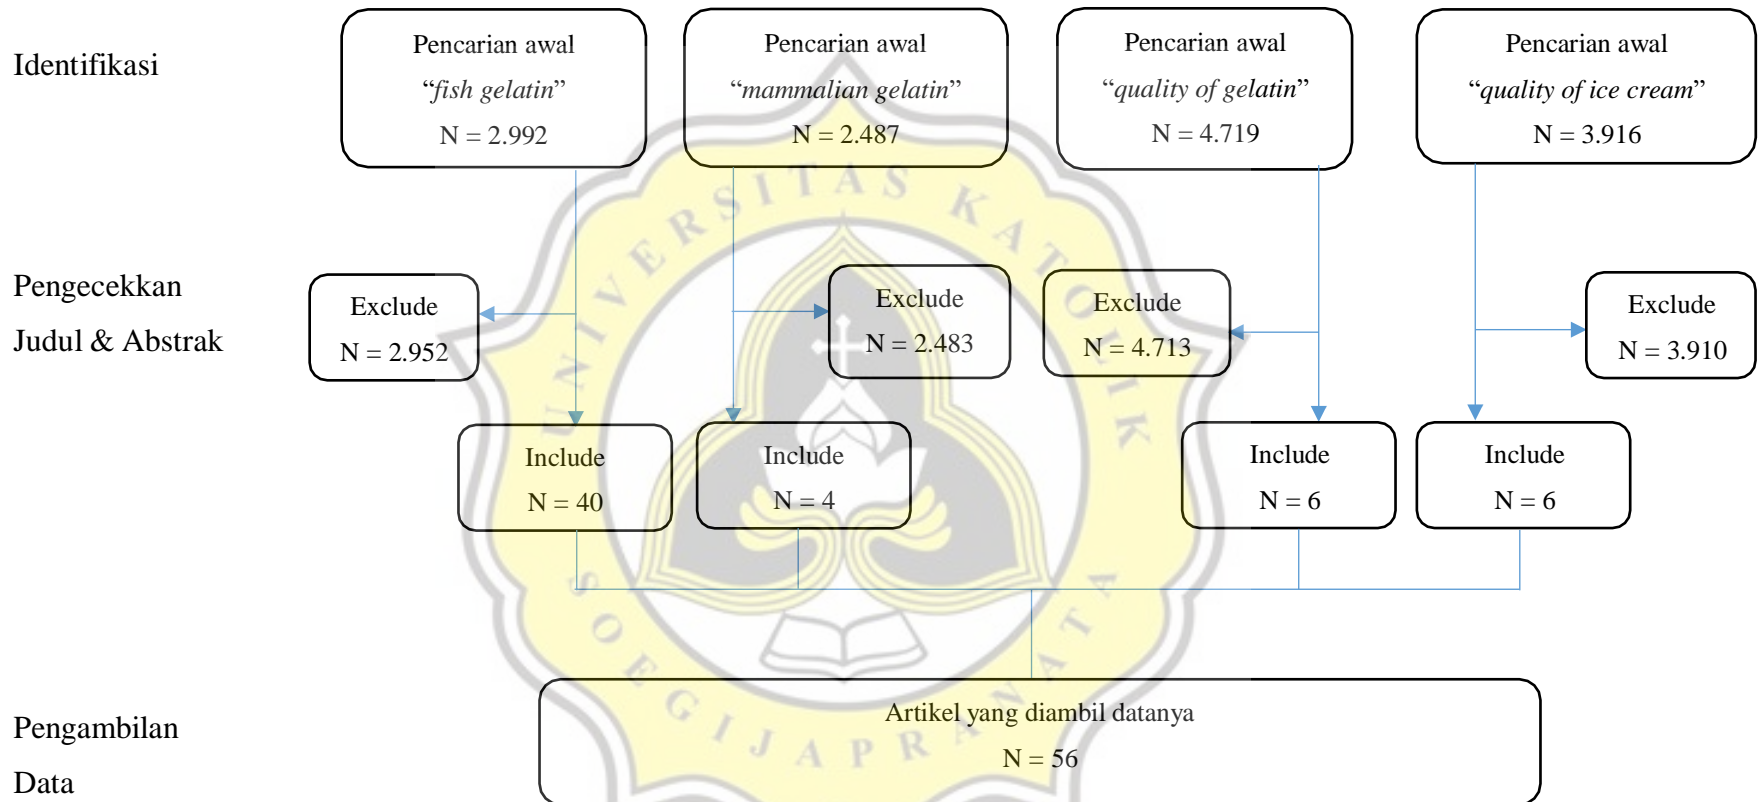 Identifikasi
Pencarian awal
“fish gelatin”
N = 2.992
Pencarian awal
“mammalian gelatin”
N = 2.487
Pencarian awal
“quality of gelatin”
N = 4.719
Pencarian awal
“quality of ice cream”
N = 3.916
Pengecekkan
Judul & Abstrak
Exclude
N = 2.952
Exclude
N = 2.483
Exclude
N = 4.713
Exclude
N = 3.910
Include
N = 40
Include
N = 4
Include
N = 6
Include
N = 6
Pengambilan
Data
Artikel yang diambil datanya
N = 56
UNIVERSITAS KATOLIK
SOEGIJAPRANATA